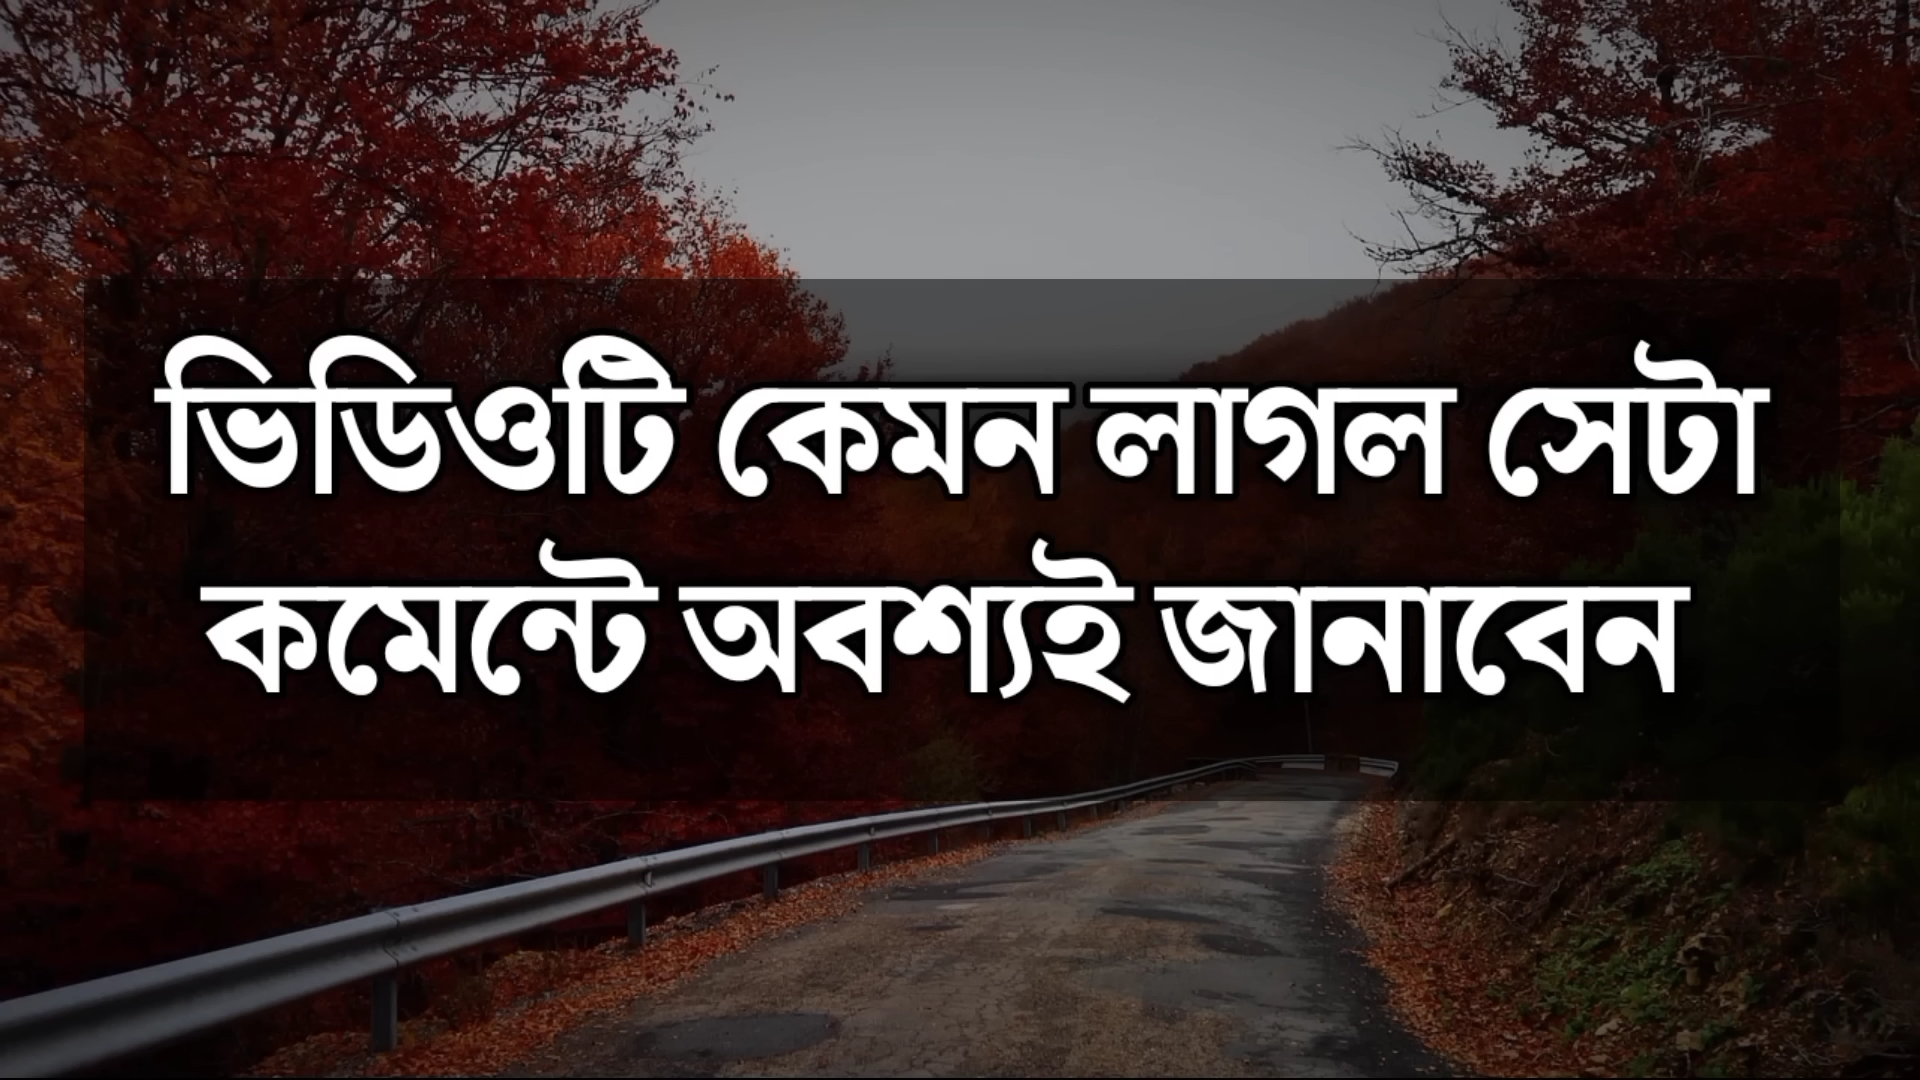 ভিডিওটি কেমন লাগল সেটা
কমেন্টে অবশ্যই জানাবেন